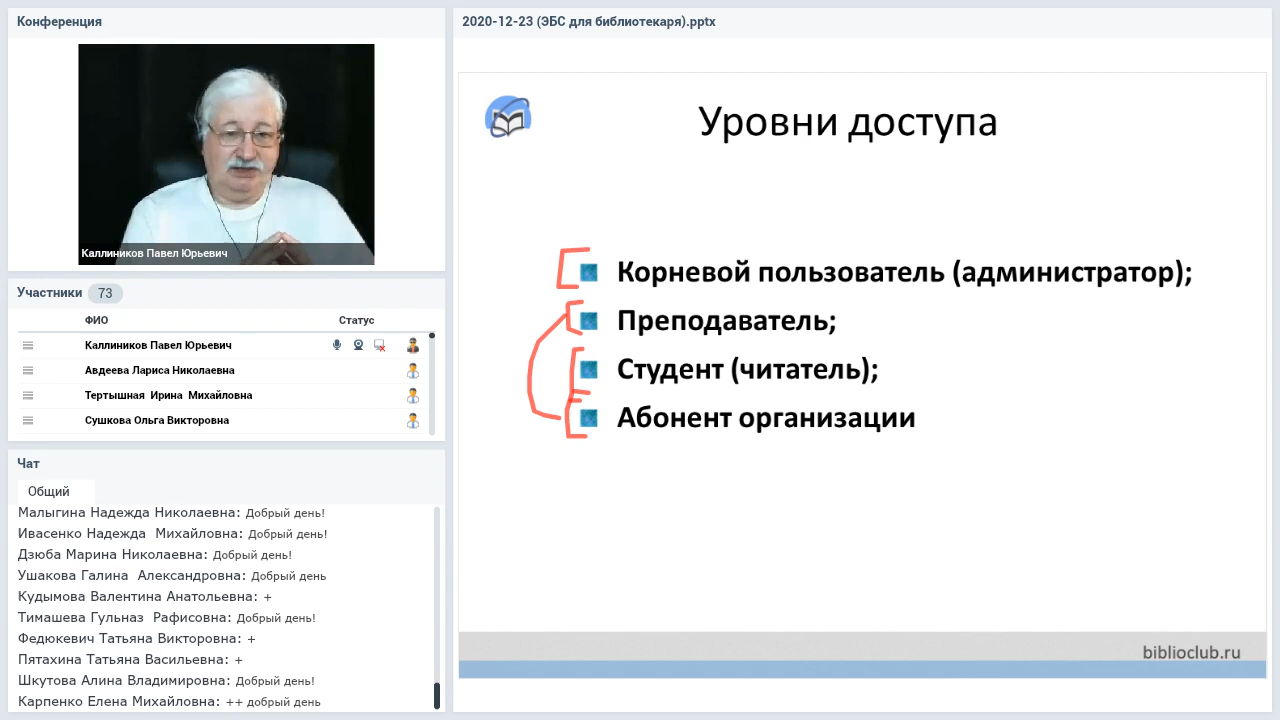 Конференция
Каллиников Павел Юрьевич
Участники 73
ФИО Статус
Каллиников Павел Юрьевич
Авдеева Лариса Николаевна
Тертышная Ирина Михайловна
Сушкова Ольга Викторовна
Чат
Общий
Малыгина Надежда Николаевна: Добрый день!
Ивасенко Надежда Михайловна: Добрый день!
Дзюба Марина Николаевна: Добрый день!
Ушакова Галина Александровна: Добрый день
Кудымова Валентина Анатольевна: +
Тимашева Гульназ Рафисовна: Добрый день!
Федюкевич Татьяна Викторовна: +
Пятахина Татьяна Васильевна: +
Шкутова Алина Владимировна: Добрый день!
Карпенко Елена Михайловна: ++ добрый день
2020-12-23 (ЭБС для библиотекаря).pptx
Уровни доступа
Корневой пользователь (администратор);
Преподаватель;
Студент (читатель);
Абонент организации
biblioclub.ru